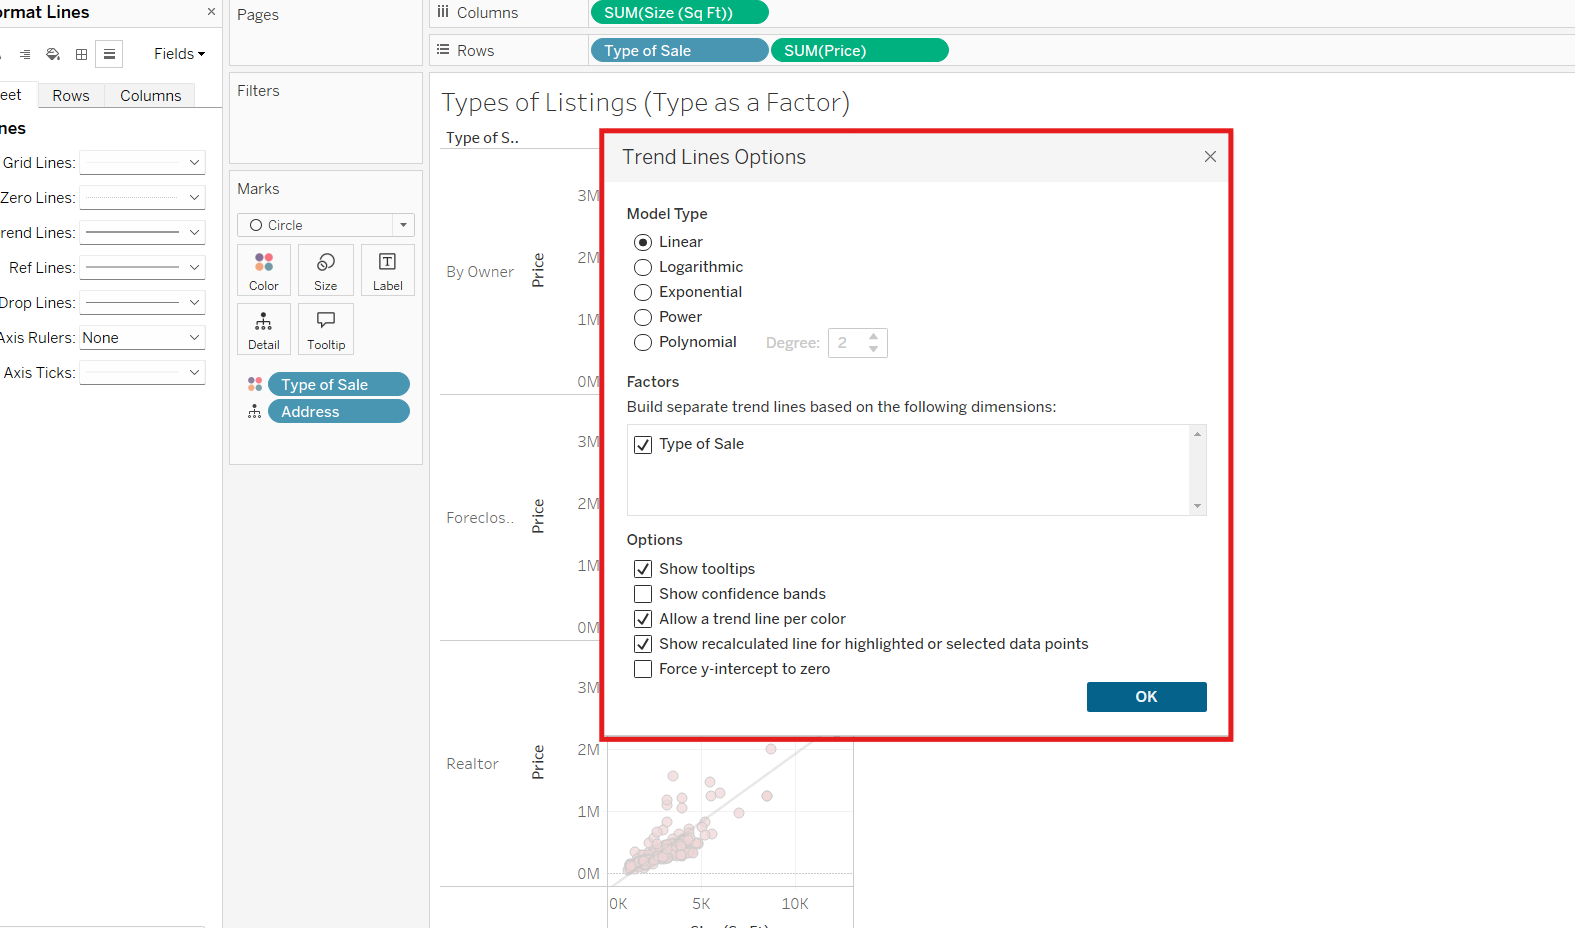 ormat Lines
Fields
eet
Rows
Columns
nes
Grid Lines:
Zero Lines:
rend Lines:
Ref Lines:
Drop Lines:
Axis Rulers: None
Axis Ticks:
Pages
Filters
Marks
Circle
Color
Size
Label
Detail
Tooltip
Type of Sale
Address
Columns
SUM(Size (Sq Ft))
Rows
Type of Sale
SUM(Price)
Types of Listings (Type as a Factor)
Type of S..
By Owner
Price
3M
2M
1M
0M
Foreclos..
Price
3M
2M
1M
0M
Realtor
Price
3M
2M
1M
0M
0K
5K
10K
Trend Lines Options
Model Type
Linear
Logarithmic
Exponential
Power
Polynomial
Degree: 2
Factors
Build separate trend lines based on the following dimensions:
Type of Sale
Options
Show tooltips
Show confidence bands
Allow a trend line per color
Show recalculated line for highlighted or selected data points
Force y-intercept to zero
OK